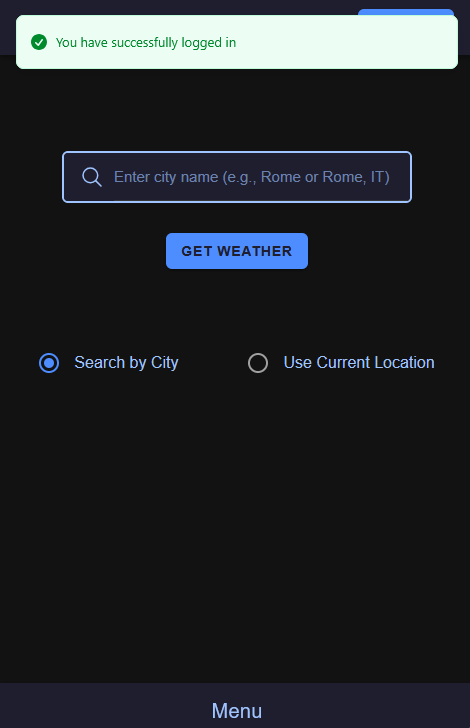 You have successfully logged in
Enter city name (e.g., Rome or Rome, IT)
GET WEATHER
Search by City
Use Current Location
Menu